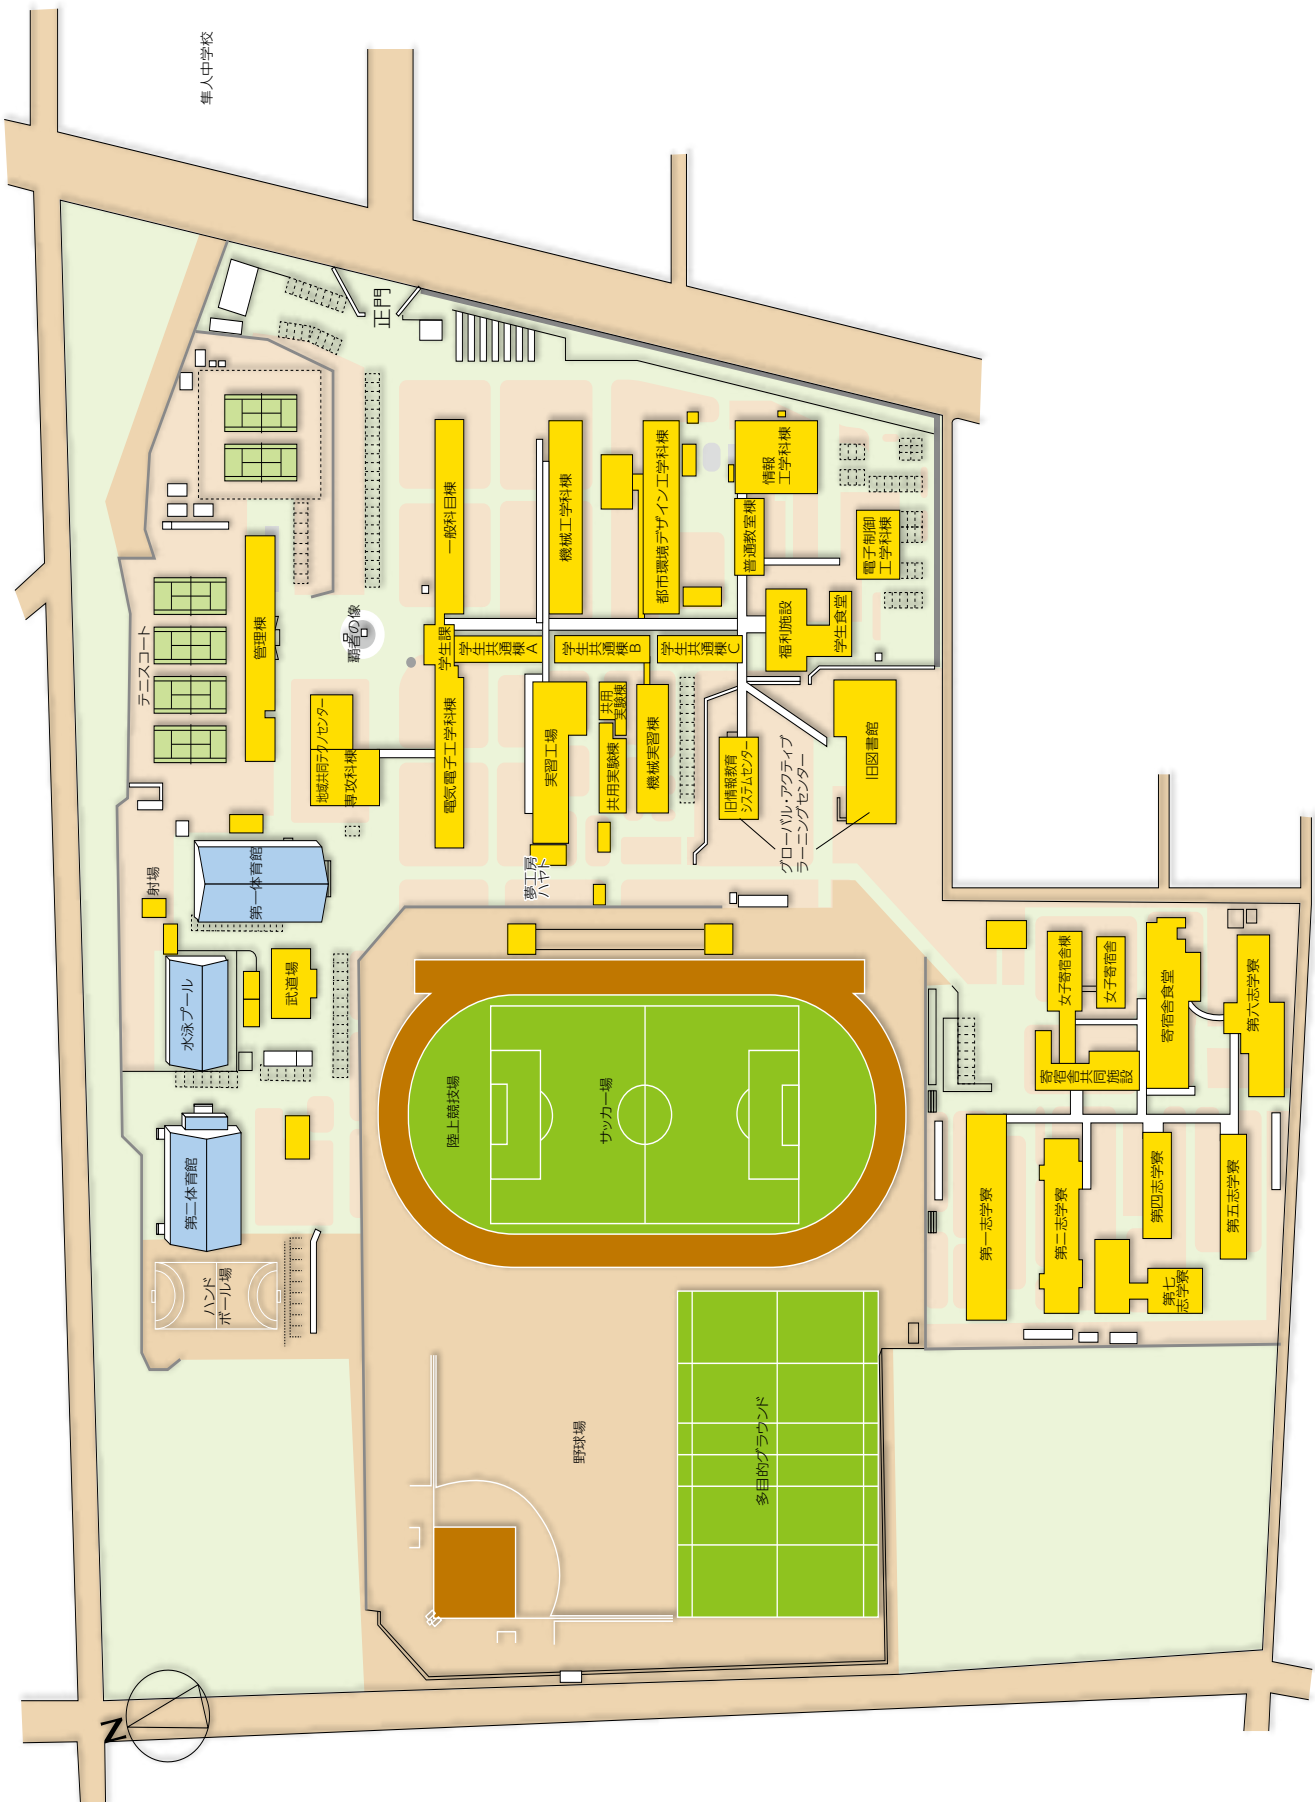 隼人中学校
正門
テニスコート
管理棟
覇者の像
一般科目棟
機械工学科棟
都市環境デザイン工学科棟
情報
工学科棟
普通教室棟
電子制御
工学科棟
福利施設
学生食堂
学生課
学生共通棟A
学生共通棟B
学生共通棟C
地域共同テクノセンター
専攻科棟
電気電子工学科棟
実習工場
共用
実験棟
共用実験棟
機械実習棟
旧情報教育
システムセンター
グローバル・アクティブ
ラーニングセンター
旧図書館
夢工房
ハヤト
第一体育館
射場
水泳プール
武道場
第二体育館
ハンド
ボール場
陸上競技場
サッカー場
野球場
多目的グラウンド
女子寄宿舎棟
女子寄宿舎
寄宿舎食堂
第六志学寮
寄宿舎共同施設
第一志学寮
第二志学寮
第四志学寮
第五志学寮
第七
志学寮
N